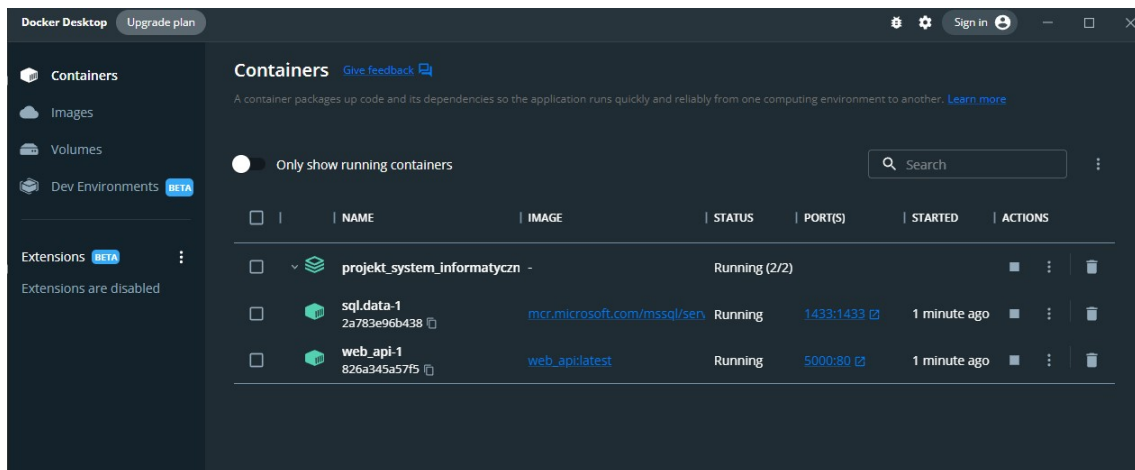 Docker Desktop Upgrade plan Sign in
Containers
Images
Volumes
Dev Environments BETA
Extensions BETA
Extensions are disabled
Containers Give feedback
A container packages up code and its dependencies so the application runs quickly and reliably from one computing environment to another. Learn more
Only show running containers Search
NAME IMAGE STATUS PORT(S) STARTED ACTIONS
projekt_system_informatyczn - Running (2/2)
sql.data-1 mcr.microsoft.com/mssql/serv Running 1433:1433 1 minute ago
2a783e96b438
web_api-1 web_api:latest Running 5000:80 1 minute ago
826a345a57f5